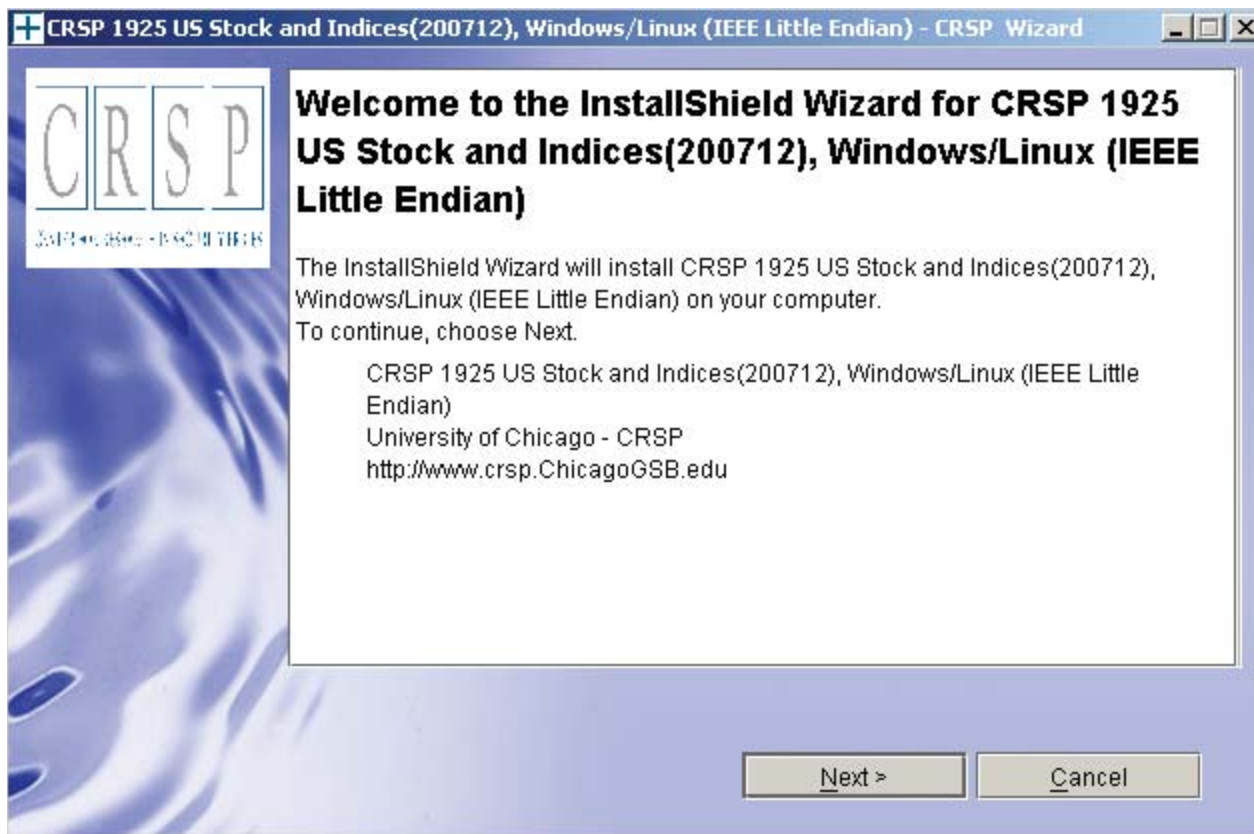 CRSP 1925 US Stock and Indices(200712), Windows/Linux (IEEE Little Endian) - CRSP Wizard
CRSP
Welcome to the InstallShield Wizard for CRSP 1925
US Stock and Indices(200712), Windows/Linux (IEEE
Little Endian)
The InstallShield Wizard will install CRSP 1925 US Stock and Indices(200712),
Windows/Linux (IEEE Little Endian) on your computer.
To continue, choose Next.
CRSP 1925 US Stock and Indices(200712), Windows/Linux (IEEE Little
Endian)
University of Chicago - CRSP
http://www.crsp.ChicagoGSB.edu
Next >
Cancel